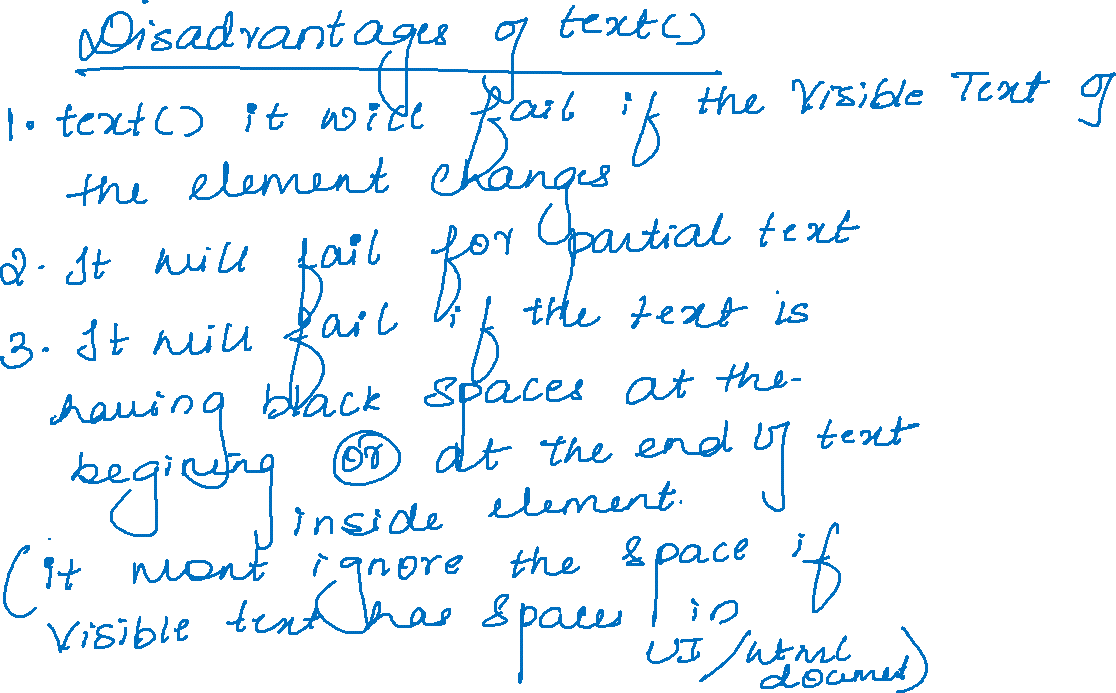 Disadvantages of text()
1. text() it will fail if the Visible Text of
the element changes
2. It will fail for partial text
3. It will fail if the text is
having black spaces at the
begining or at the end of text
inside element.
(it wont ignore the space if
Visible text has spaces in
UI/html
documet)